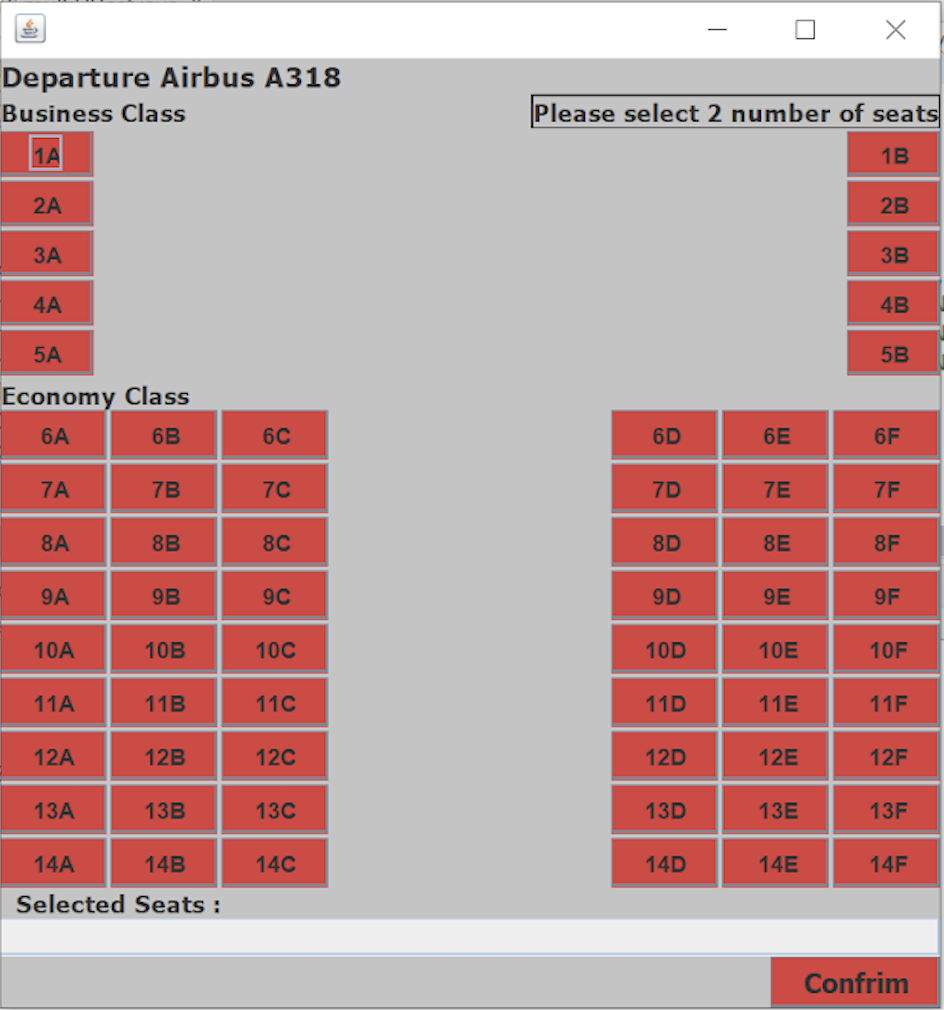 Departure Airbus A318
Business Class Please select 2 number of seats
1A 1B
2A 2B
3A 3B
4A 4B
5A 5B
Economy Class
6A 6B 6C 6D 6E 6F
7A 7B 7C 7D 7E 7F
8A 8B 8C 8D 8E 8F
9A 9B 9C 9D 9E 9F
10A 10B 10C 10D 10E 10F
11A 11B 11C 11D 11E 11F
12A 12B 12C 12D 12E 12F
13A 13B 13C 13D 13E 13F
14A 14B 14C 14D 14E 14F
Selected Seats :
Confrim